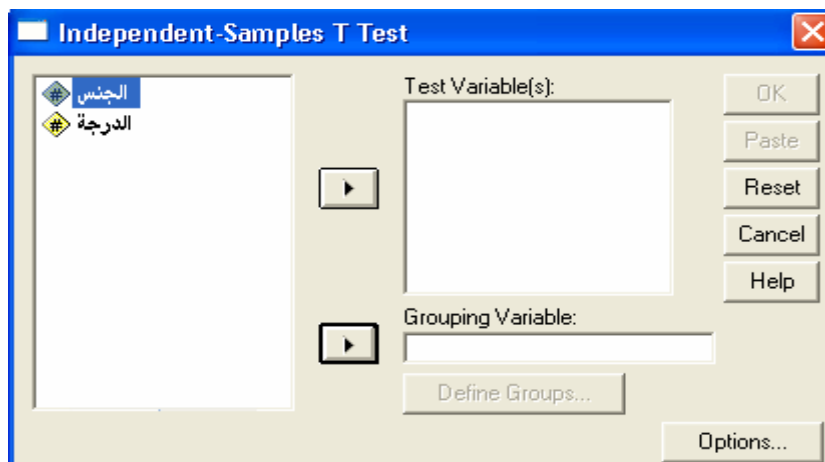 Independent-Samples T Test
الجنس
الدرجة
Test Variable(s):
OK
Paste
Reset
Cancel
Help
Grouping Variable:
Define Groups...
Options...